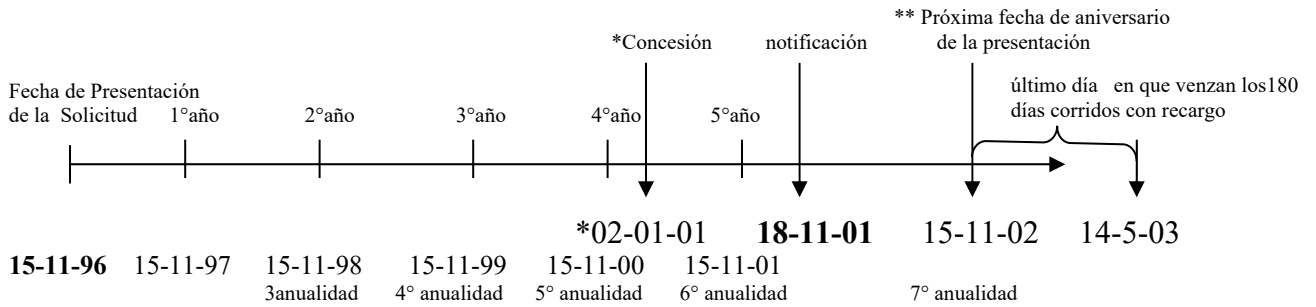 ** Próxima fecha de aniversario
*Concesión notificación de la presentación
Fecha de Presentación
de la Solicitud 1°año 2°año 3°año 4°año 5°año
último día en que venzan los180
días corridos con recargo
*02-01-01 18-11-01 15-11-02 14-5-03
15-11-96 15-11-97 15-11-98 15-11-99 15-11-00 15-11-01
3anualidad 4° anualidad 5° anualidad 6° anualidad 7° anualidad